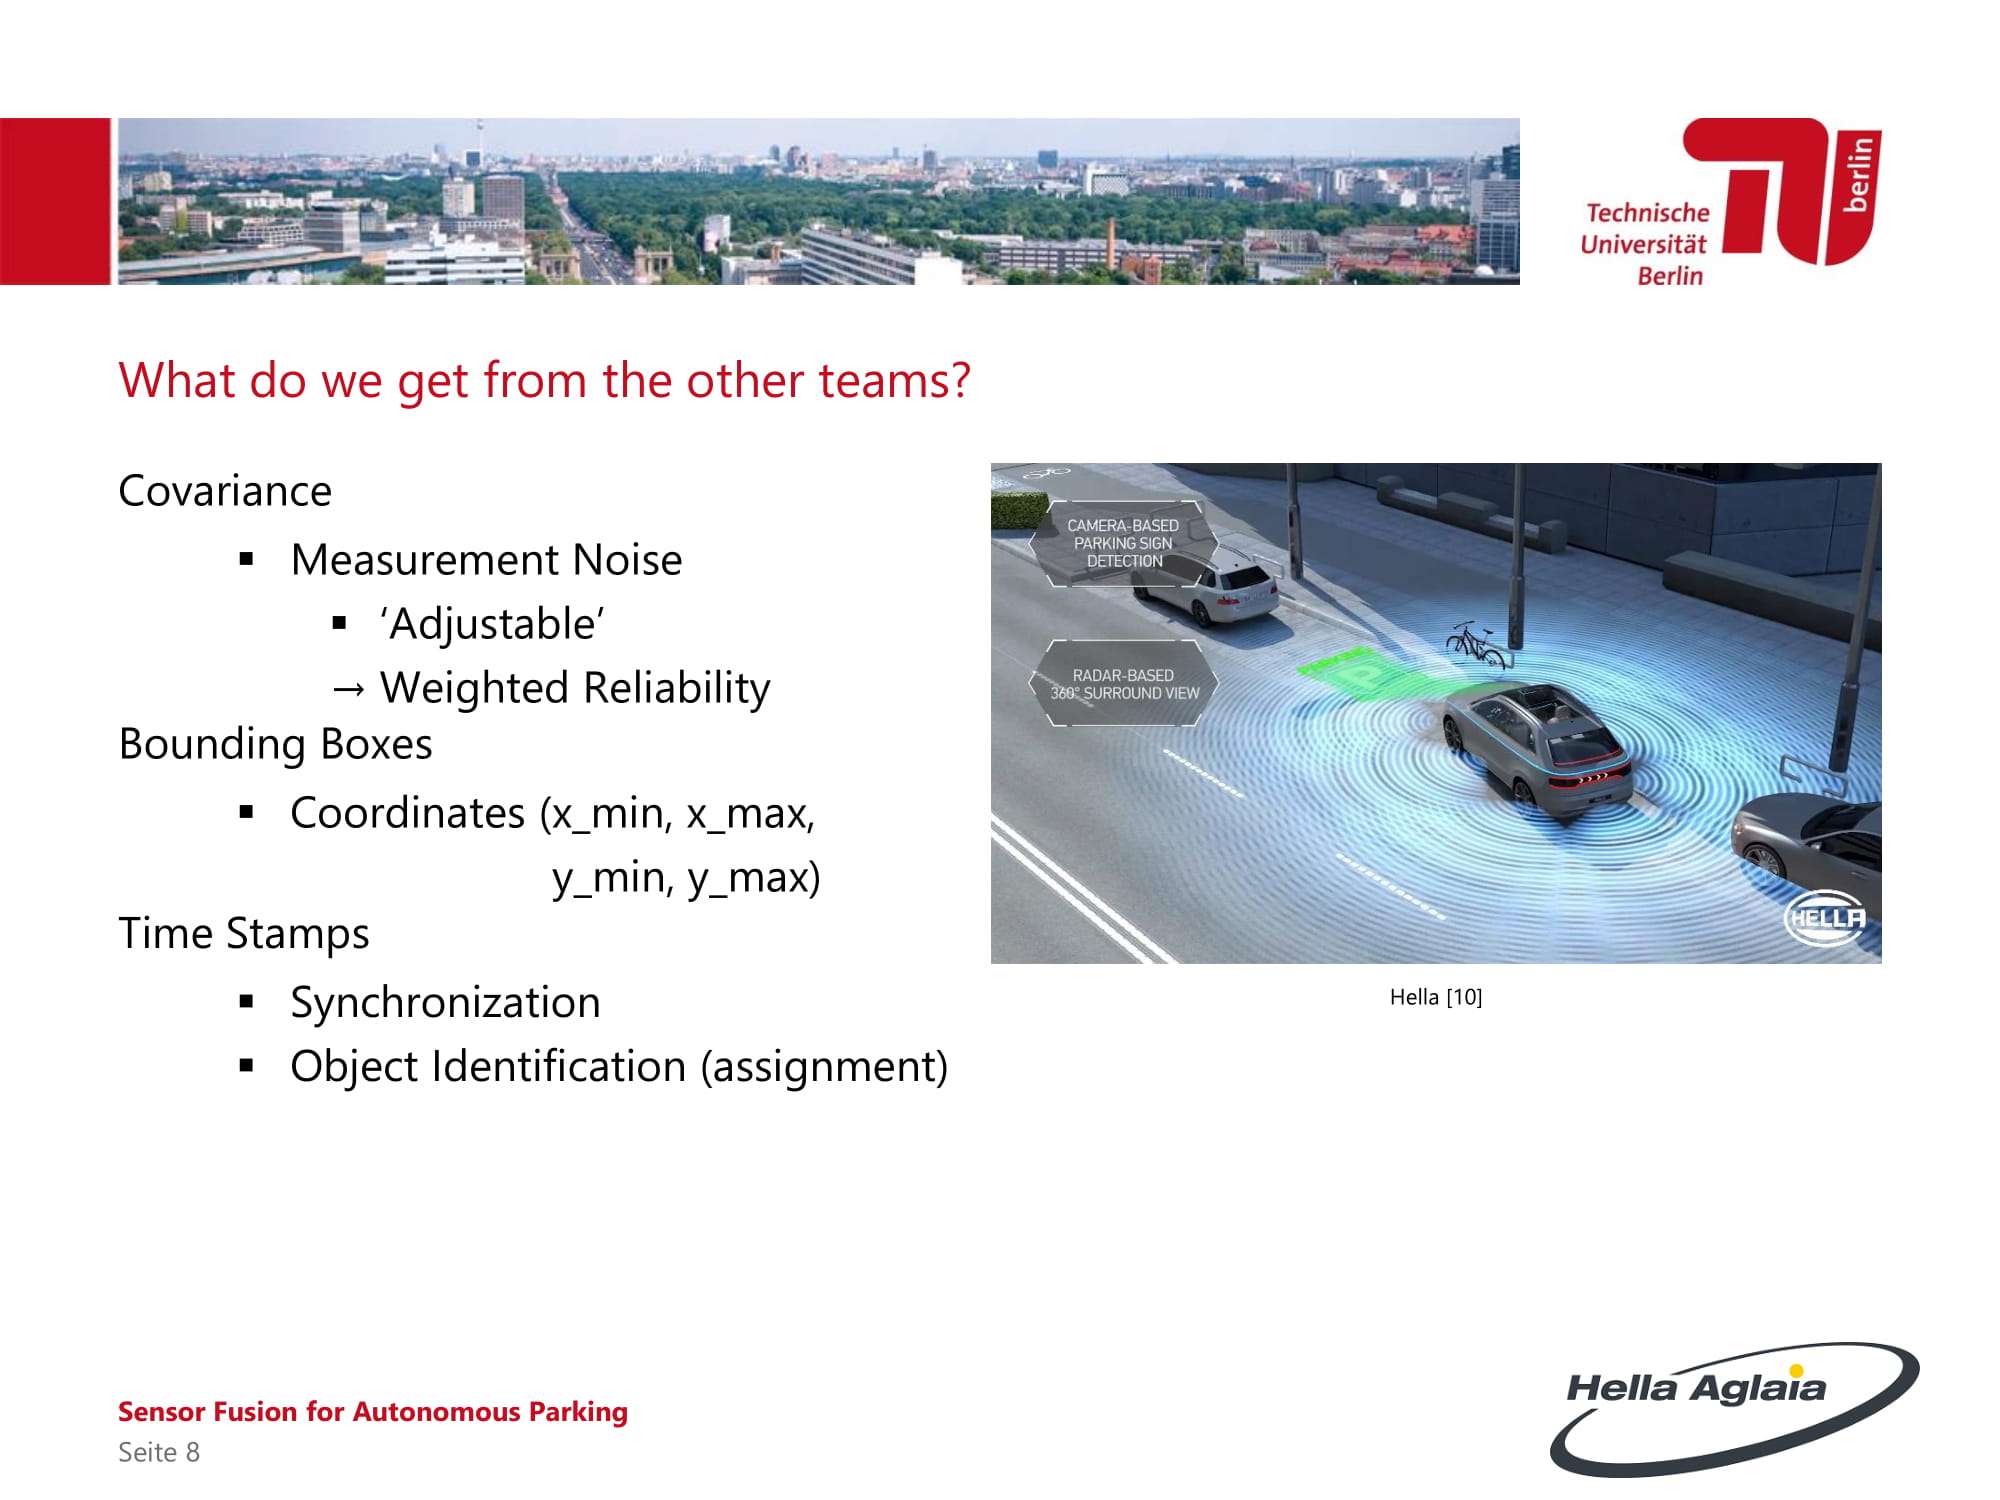 Technische
Universität
Berlin
berlin
What do we get from the other teams?
Covariance
▪ Measurement Noise
▪ ‘Adjustable’
→ Weighted Reliability
Bounding Boxes
▪ Coordinates (x_min, x_max,
y_min, y_max)
Time Stamps
▪ Synchronization
▪ Object Identification (assignment)
CAMERA-BASED
PARKING SIGN
DETECTION
RADAR-BASED
360° SURROUND VIEW
PARKING
P
HELLA
Hella [10]
Sensor Fusion for Autonomous Parking
Seite 8
Hella Aglaia